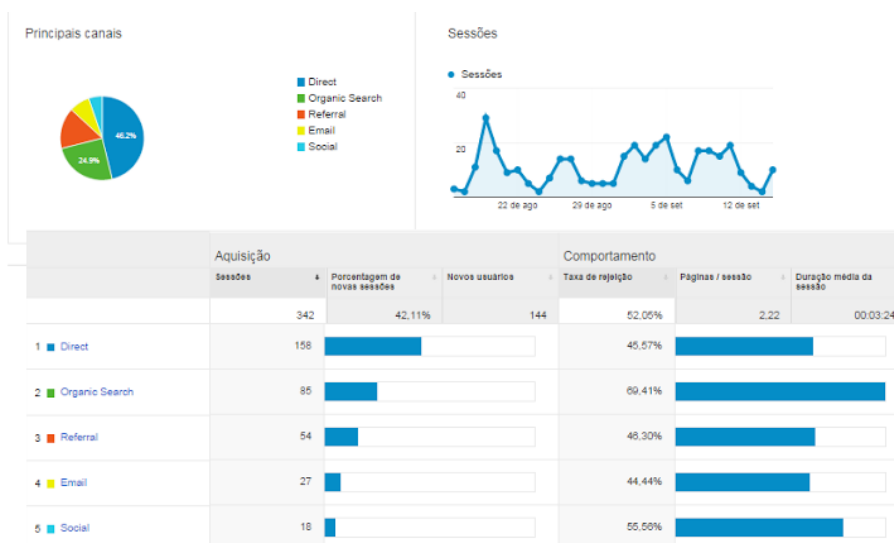 Principais canais
Sessões
Direct
Organic Search
Referral
Email
Social
46.2%
24.9%
Sessões
40
20
22 de ago
29 de ago
5 de set
12 de set
Aquisição
Comportamento
Sessões
Porcentagem de
novas sessões
Novos usuários
Taxa de rejeição
Páginas / sessão
Duração média da
sessão
342
42,11%
144
52,05%
2,22
00:03:24
1 Direct
158
45,57%
2 Organic Search
85
69,41%
3 Referral
54
46,30%
4 Email
27
44,44%
5 Social
18
55,56%